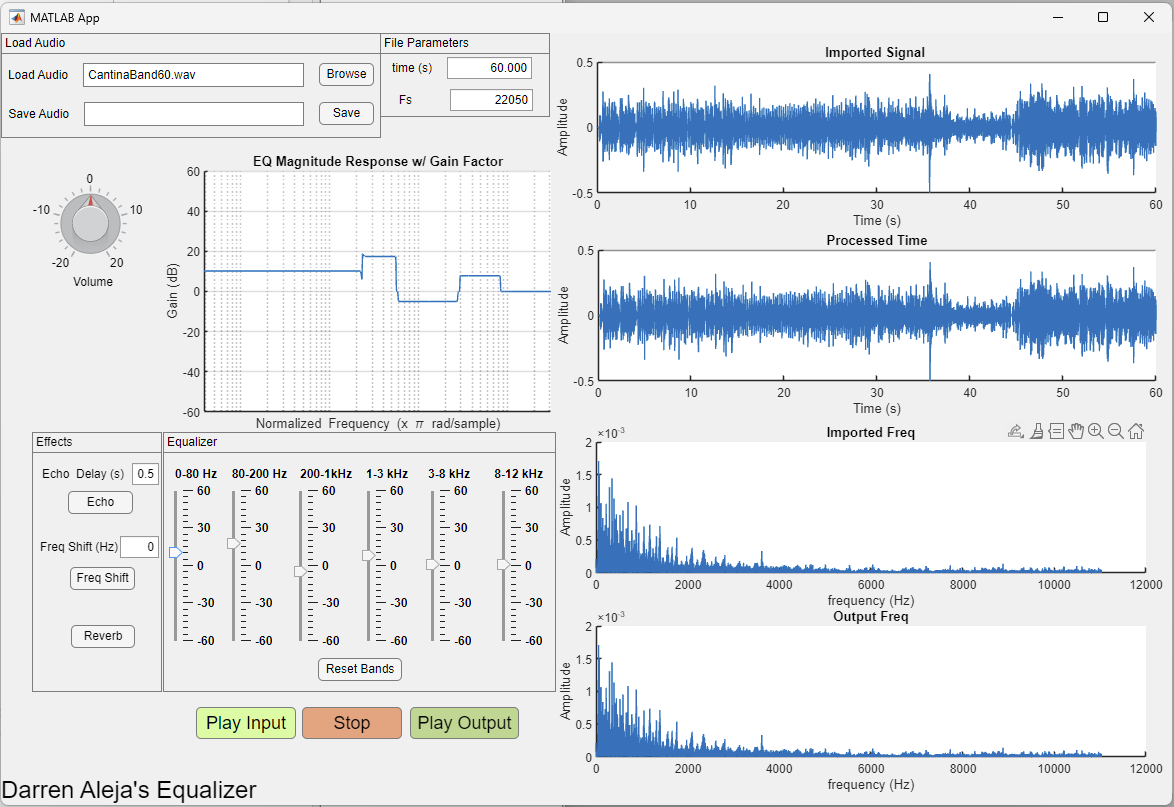 MATLAB App
Load Audio
File Parameters
Load Audio CantinaBand60.wav Browse
time (s) 60.000
Save Audio Save
Fs 22050
Imported Signal
0.5
0
-0.5
Amplitude
0 10 20 30 40 50 60
Time (s)
EQ Magnitude Response w/ Gain Factor
60
40
20
0
-20
-40
-60
Gain (dB)
Normalized Frequency (x π rad/sample)
0
-10 10
-20 20
Volume
Processed Time
0.5
0
-0.5
Amplitude
0 10 20 30 40 50 60
Time (s)
Imported Freq
×10-3
2
1.5
1
0.5
0
Amplitude
0 2000 4000 6000 8000 10000 12000
frequency (Hz)
Effects
Echo Delay (s) 0.5
Echo
Freq Shift (Hz) 0
Freq Shift
Reverb
Equalizer
0-80 Hz 80-200 Hz 200-1kHz 1-3 kHz 3-8 kHz 8-12 kHz
60 60 60 60 60 60
30 30 30 30 30 30
0 0 0 0 0 0
-30 -30 -30 -30 -30 -30
-60 -60 -60 -60 -60 -60
Reset Bands
Output Freq
×10-3
2
1.5
1
0.5
0
Amplitude
0 2000 4000 6000 8000 10000 12000
frequency (Hz)
Play Input Stop Play Output
Darren Aleja's Equalizer